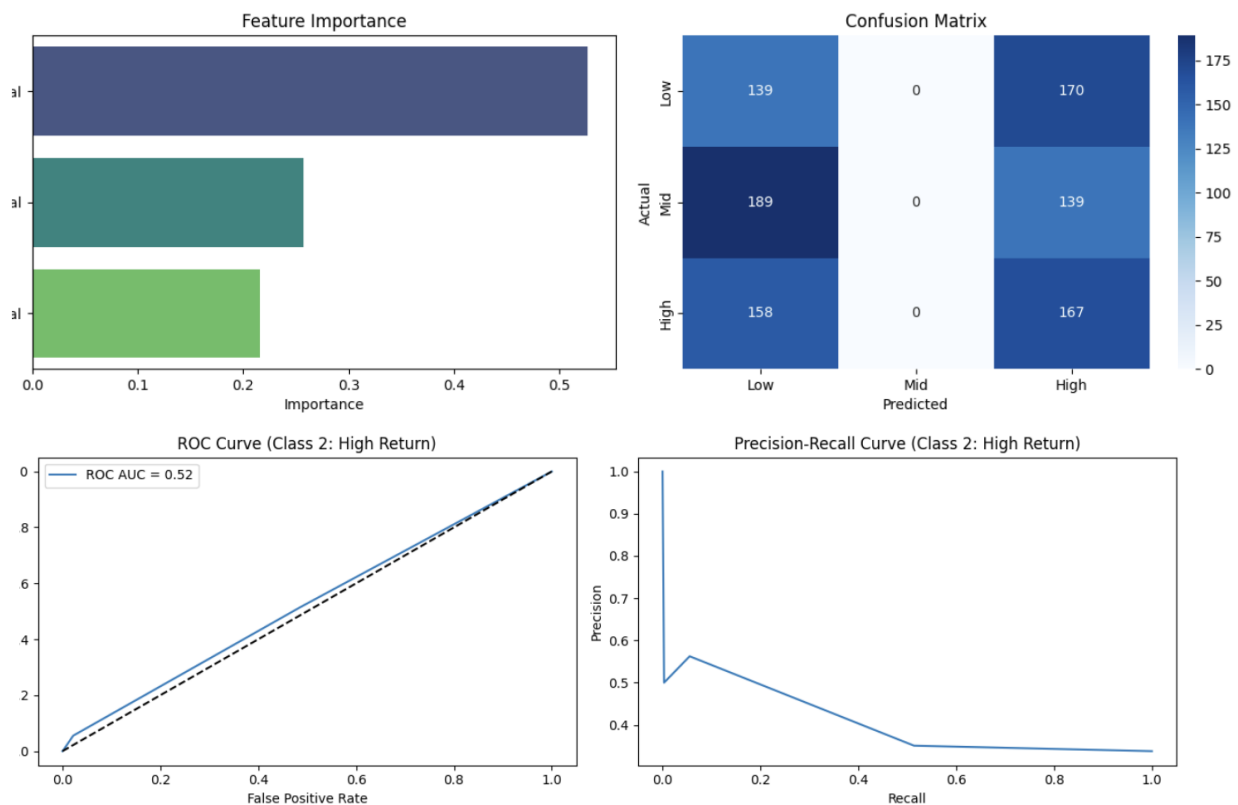 Feature Importance
al
al
al
0.0 0.1 0.2 0.3 0.4 0.5
Importance
Confusion Matrix
Actual
Low 139 0 170
Mid 189 0 139
High 158 0 167
Low Mid High
Predicted
175
150
125
100
75
50
25
0
ROC Curve (Class 2: High Return)
ROC AUC = 0.52
0
8
6
4
2
0
0.0 0.2 0.4 0.6 0.8 1.0
False Positive Rate
Precision-Recall Curve (Class 2: High Return)
Precision
1.0
0.9
0.8
0.7
0.6
0.5
0.4
0.0 0.2 0.4 0.6 0.8 1.0
Recall